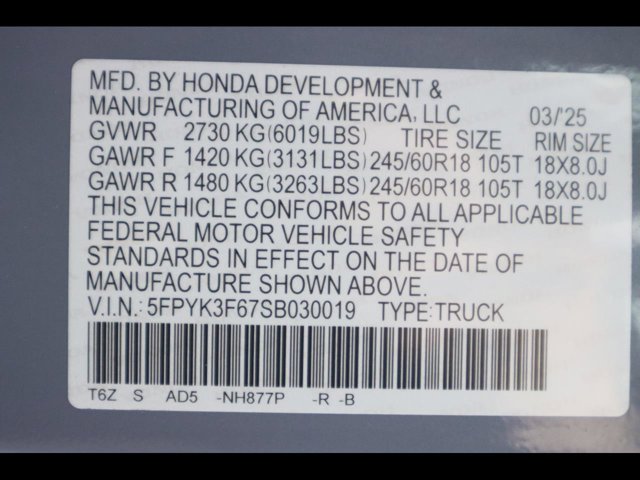 MFD. BY HONDA DEVELOPMENT &
MANUFACTURING OF AMERICA, LLC 03/'25
GVWR 2730 KG(6019LBS) TIRE SIZE RIM SIZE
GAWR F 1420 KG(3131LBS) 245/60R18 105T 18X8.0J
GAWR R 1480 KG(3263LBS) 245/60R18 105T 18X8.0J
THIS VEHICLE CONFORMS TO ALL APPLICABLE
FEDERAL MOTOR VEHICLE SAFETY
STANDARDS IN EFFECT ON THE DATE OF
MANUFACTURE SHOWN ABOVE.
V.I.N.: 5FPYK3F67SB030019 TYPE: TRUCK
T6Z S AD5 -NH877P -R -B